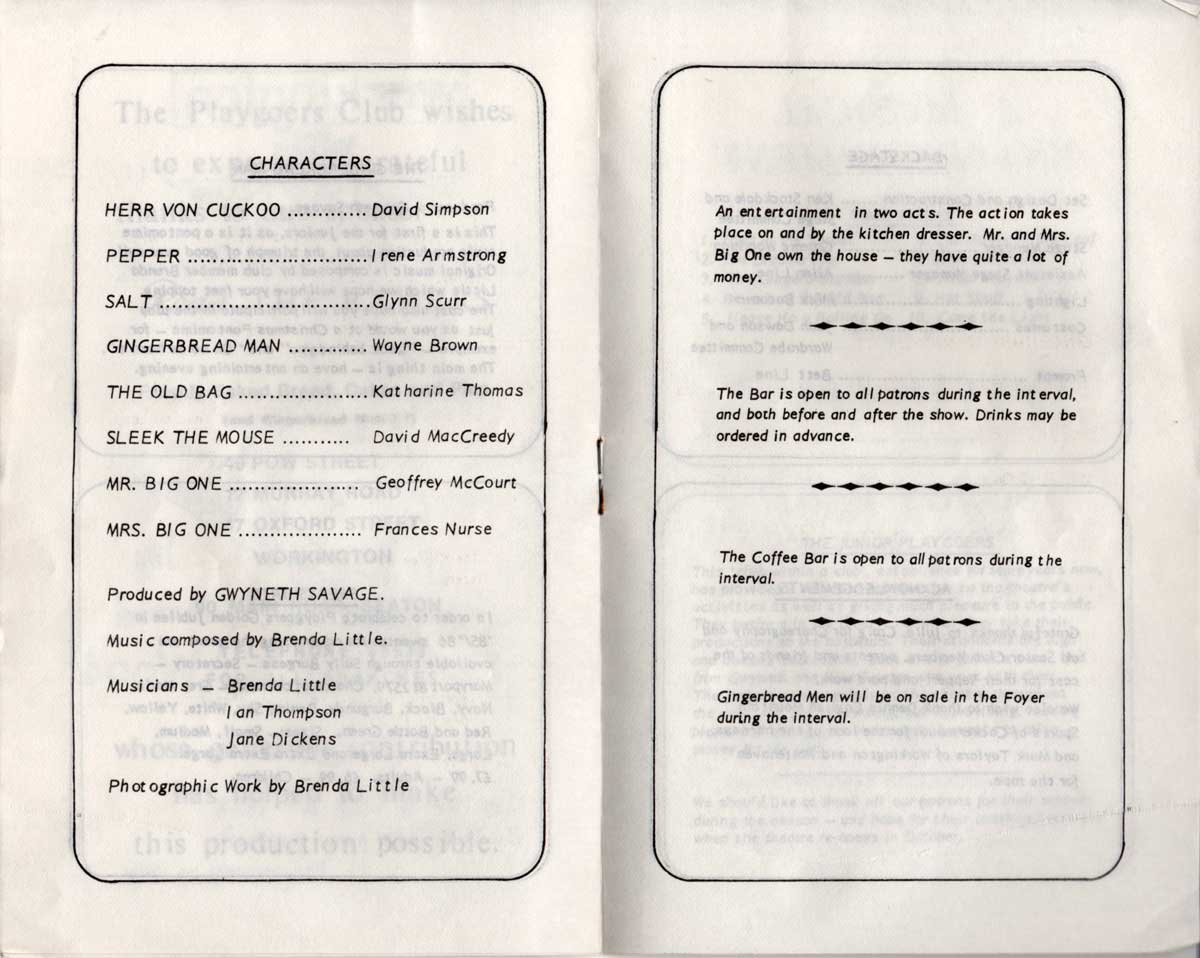 CHARACTERS
HERR VON CUCKOO ............. David Simpson
PEPPER .............................. Irene Armstrong
SALT ................................... Glynn Scurr
GINGERBREAD MAN ............. Wayne Brown
THE OLD BAG ...................... Katharine Thomas
SLEEK THE MOUSE ........... David MacCreedy
MR. BIG ONE ...................... Geoffrey McCourt
MRS. BIG ONE .................... Frances Nurse
Produced by GWYNETH SAVAGE.
Music composed by Brenda Little.
Musicians – Brenda Little
Ian Thompson
Jane Dickens
Photographic Work by Brenda Little
An entertainment in two acts. The action takes
place on and by the kitchen dresser. Mr. and Mrs.
Big One own the house – they have quite a lot of
money.
The Bar is open to all patrons during the interval,
and both before and after the show. Drinks may be
ordered in advance.
The Coffee Bar is open to all patrons during the
interval.
Gingerbread Men will be on sale in the Foyer
during the interval.